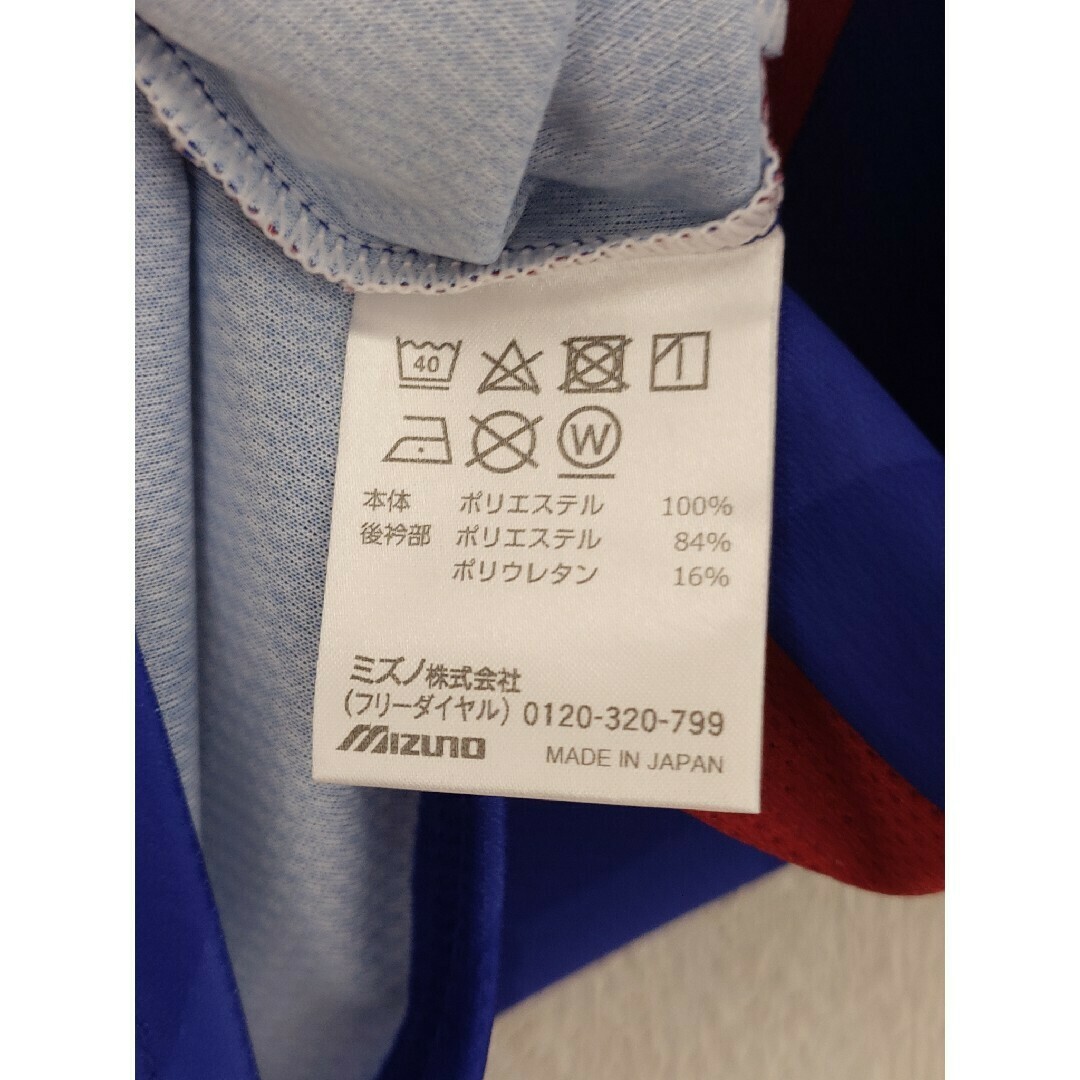 40
W
本体 ポリエステル 100%
後衿部 ポリエステル 84%
ポリウレタン 16%
ミズノ株式会社
(フリーダイヤル) 0120-320-799
MIZUNO MADE IN JAPAN